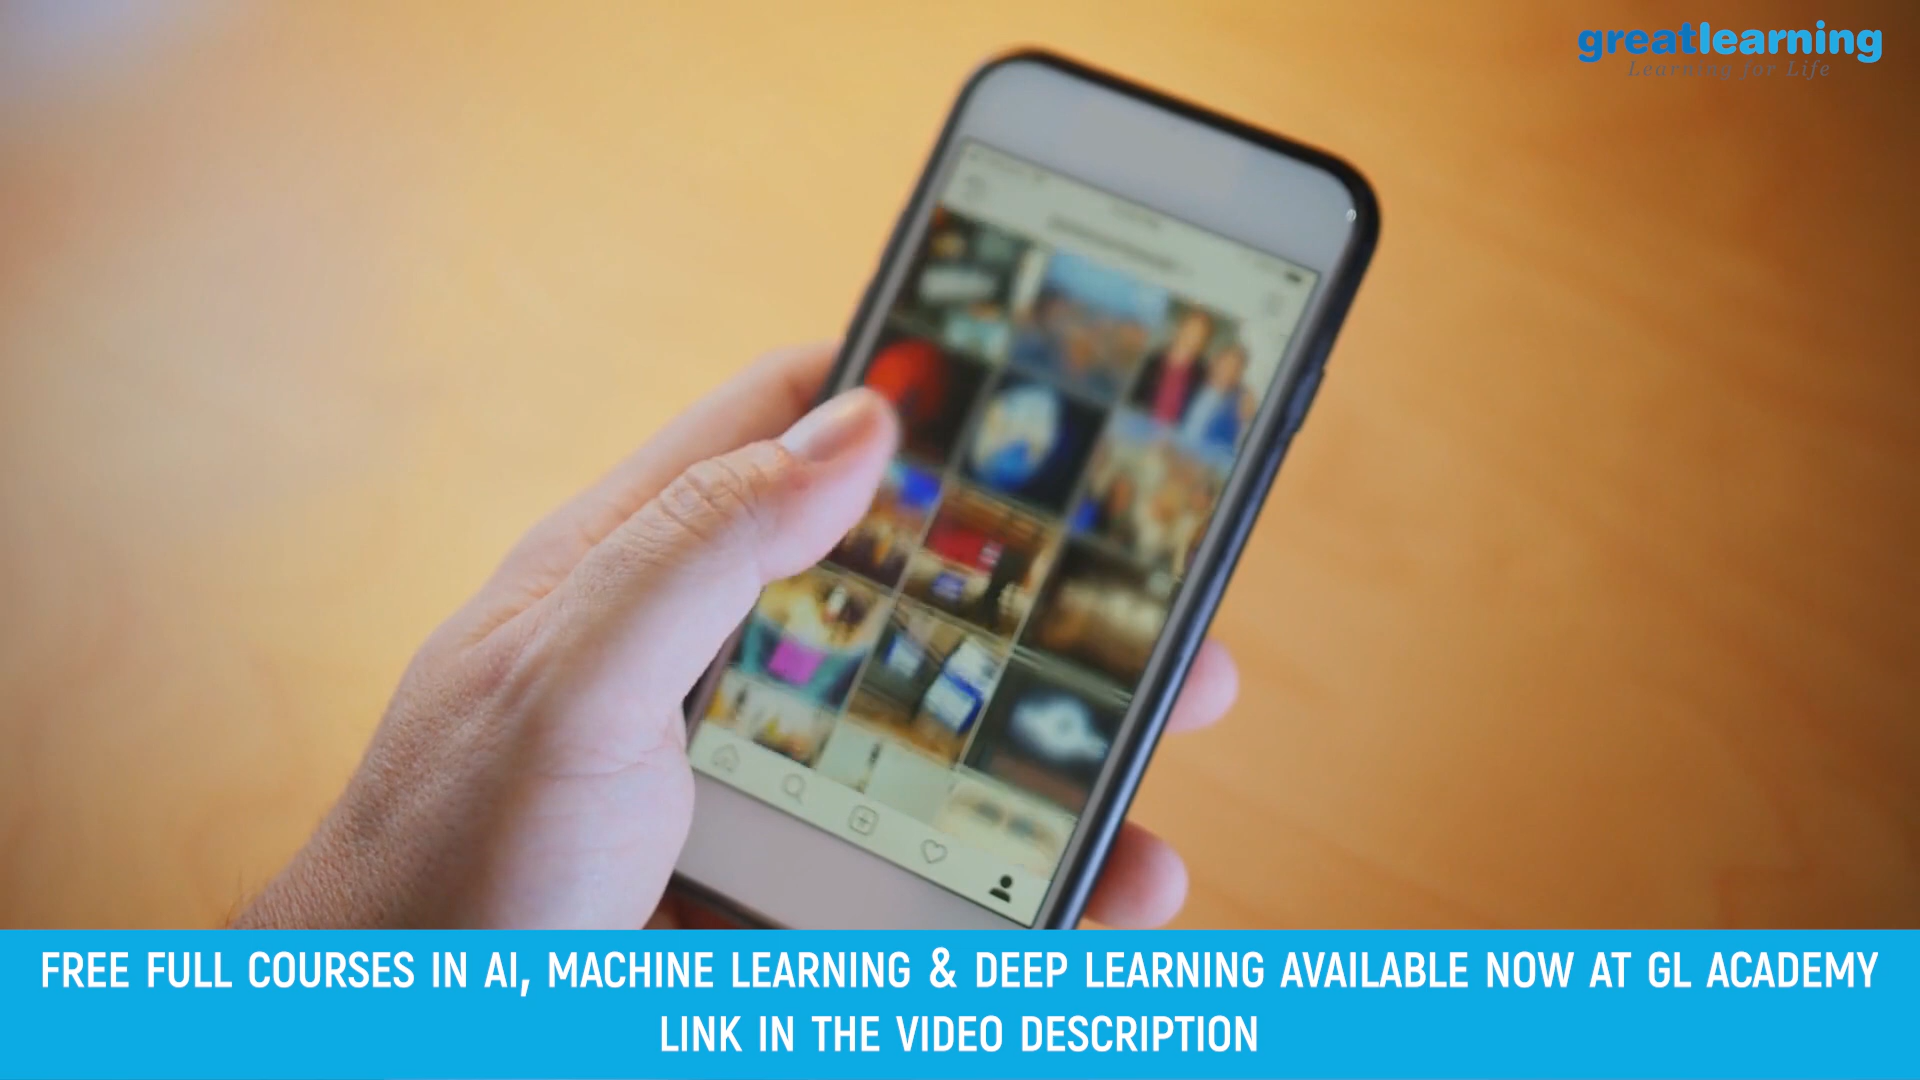 greatlearning
Learning for Life
FREE FULL COURSES IN AI, MACHINE LEARNING & DEEP LEARNING AVAILABLE NOW AT GL ACADEMY
LINK IN THE VIDEO DESCRIPTION